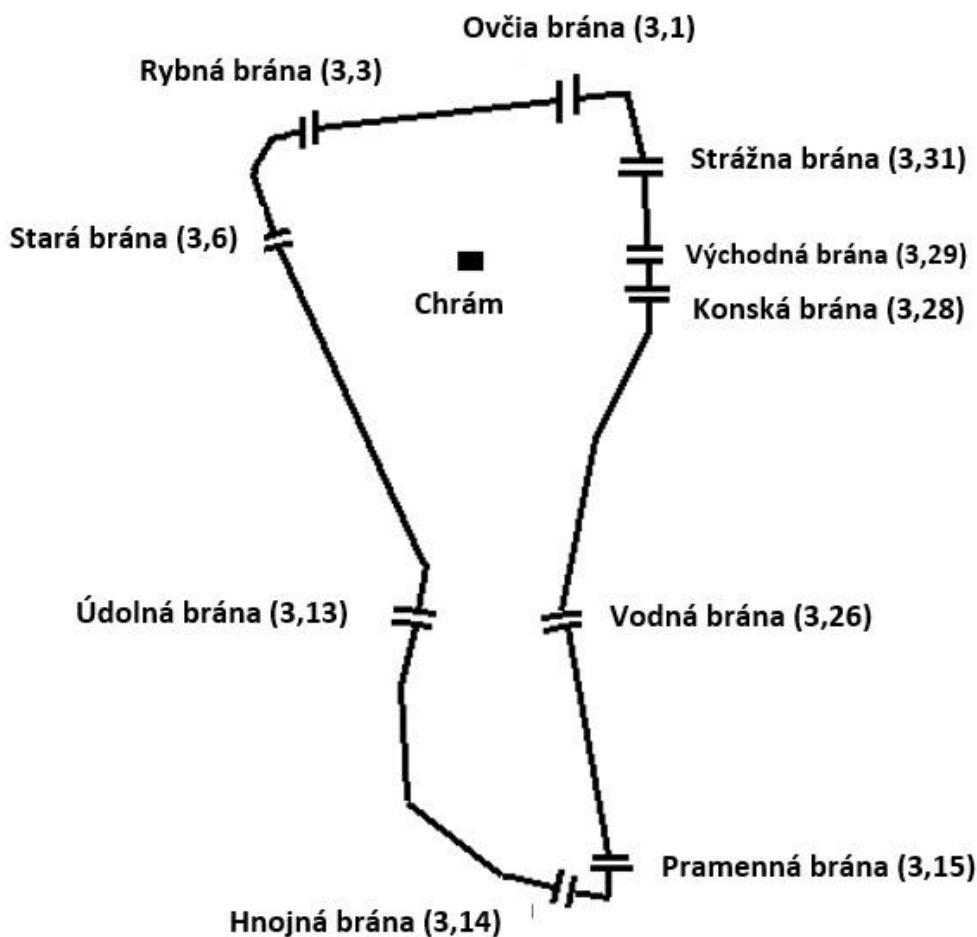 Ovčia brána (3,1)
Rybná brána (3,3)
Strážna brána (3,31)
Stará brána (3,6)
Východná brána (3,29)
Chrám
Konská brána (3,28)
Údolná brána (3,13)
Vodná brána (3,26)
Pramenná brána (3,15)
Hnojná brána (3,14)